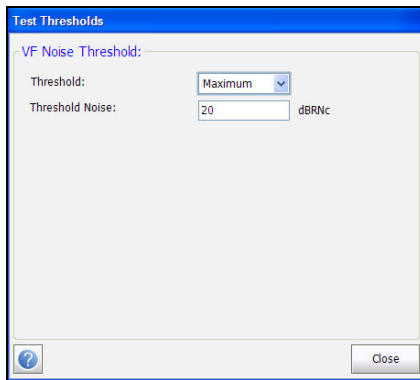 Test Thresholds
VF Noise Threshold:
Threshold: Maximum
Threshold Noise: 20 dBRNc
?
Close